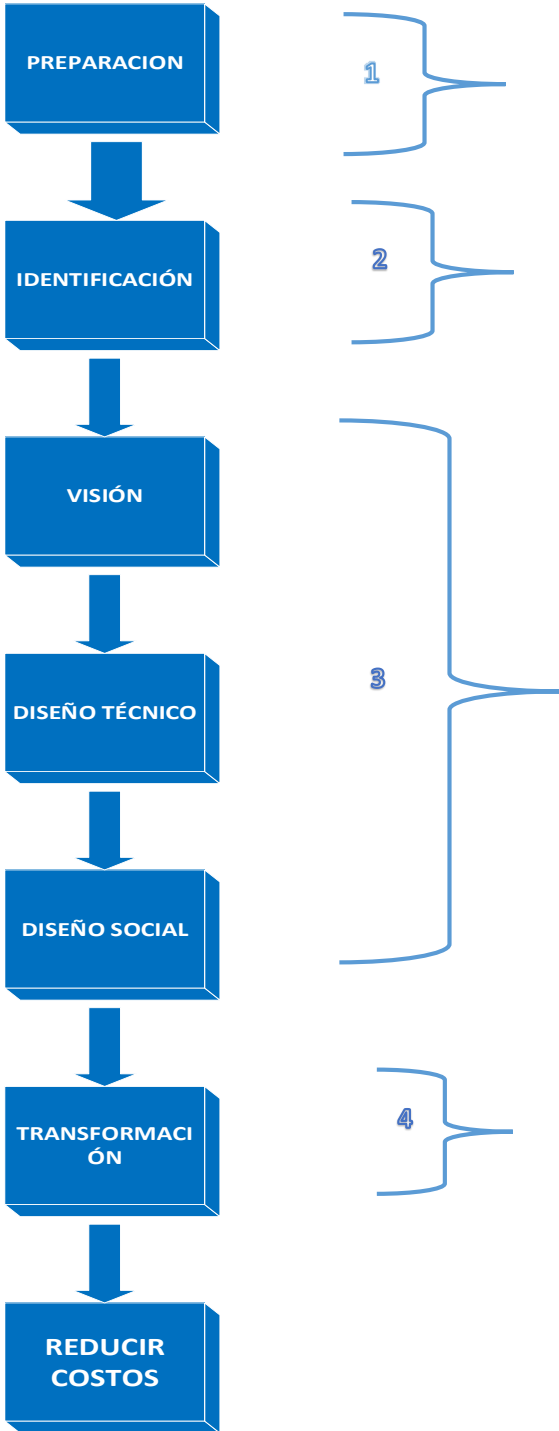 PREPARACION
1
IDENTIFICACIÓN
2
VISIÓN
DISEÑO TÉCNICO
3
DISEÑO SOCIAL
TRANSFORMACI
ÓN
4
REDUCIR
COSTOS